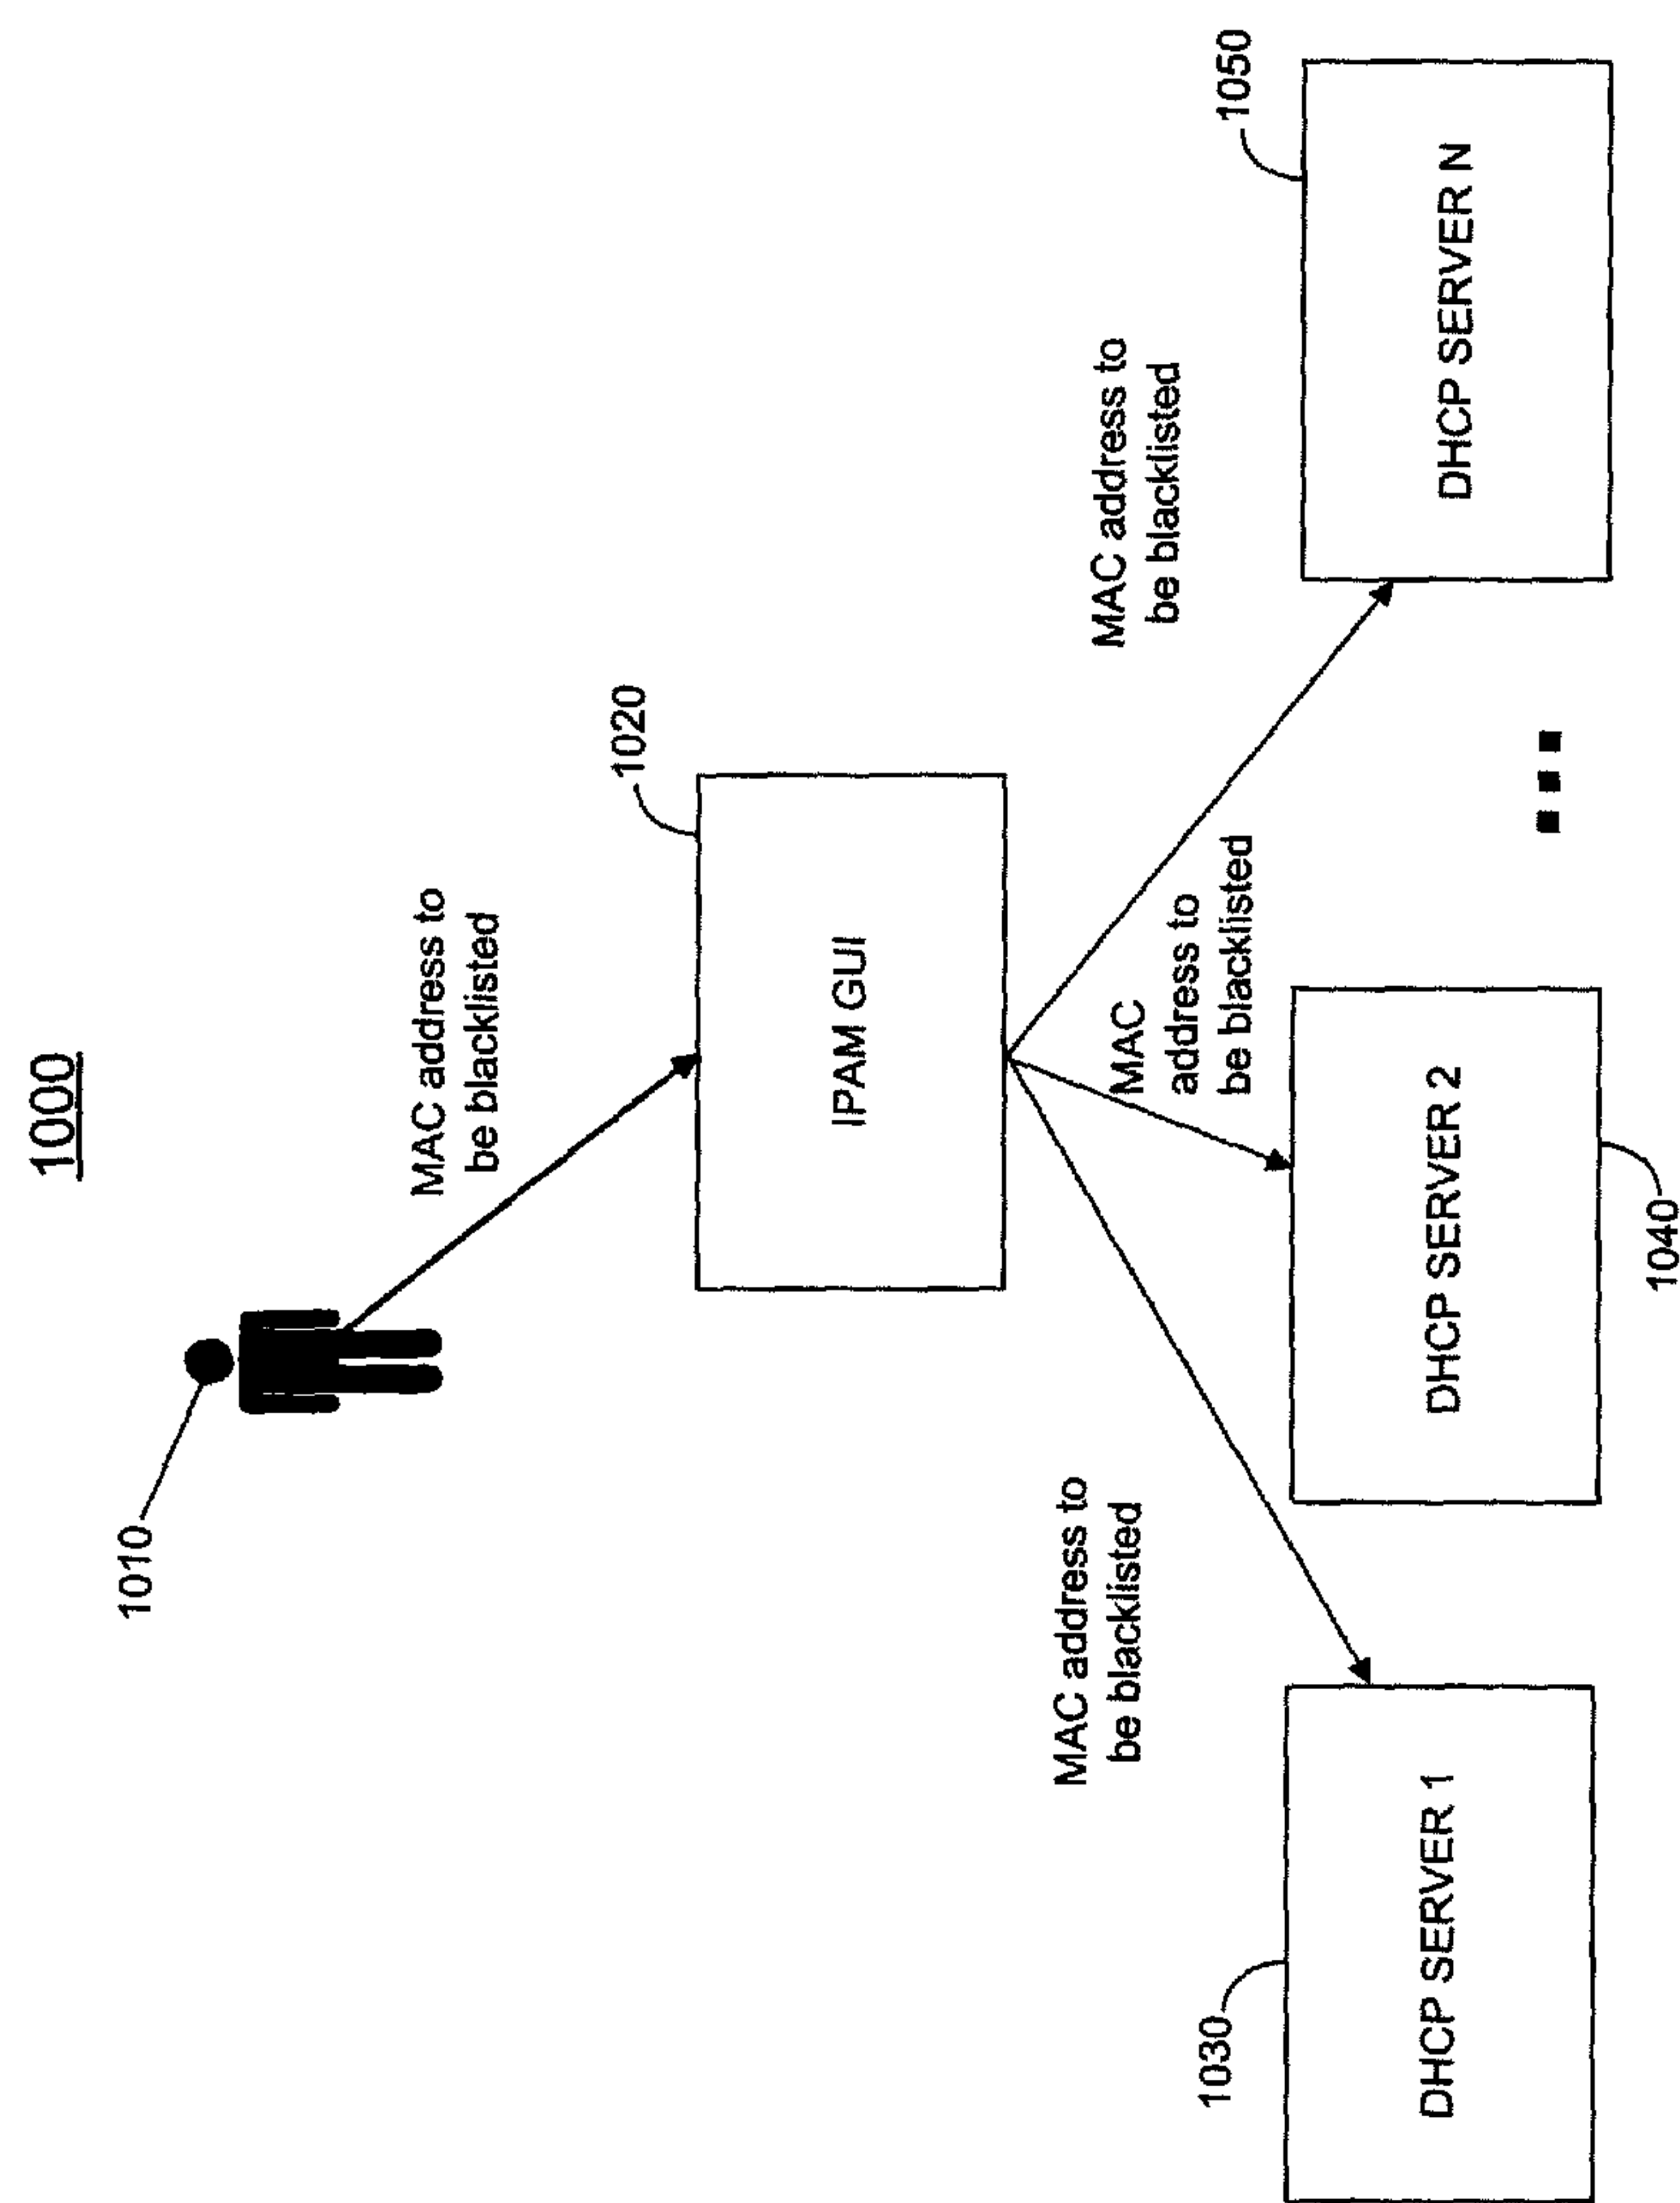 1000
1010
MAC address to
be blacklisted
1020
IPAM GUI
MAC address to
be blacklisted
MAC
address to
be blacklisted
MAC address to
be blacklisted
1030
1050
DHCP SERVER 1
DHCP SERVER 2
DHCP SERVER N
1040